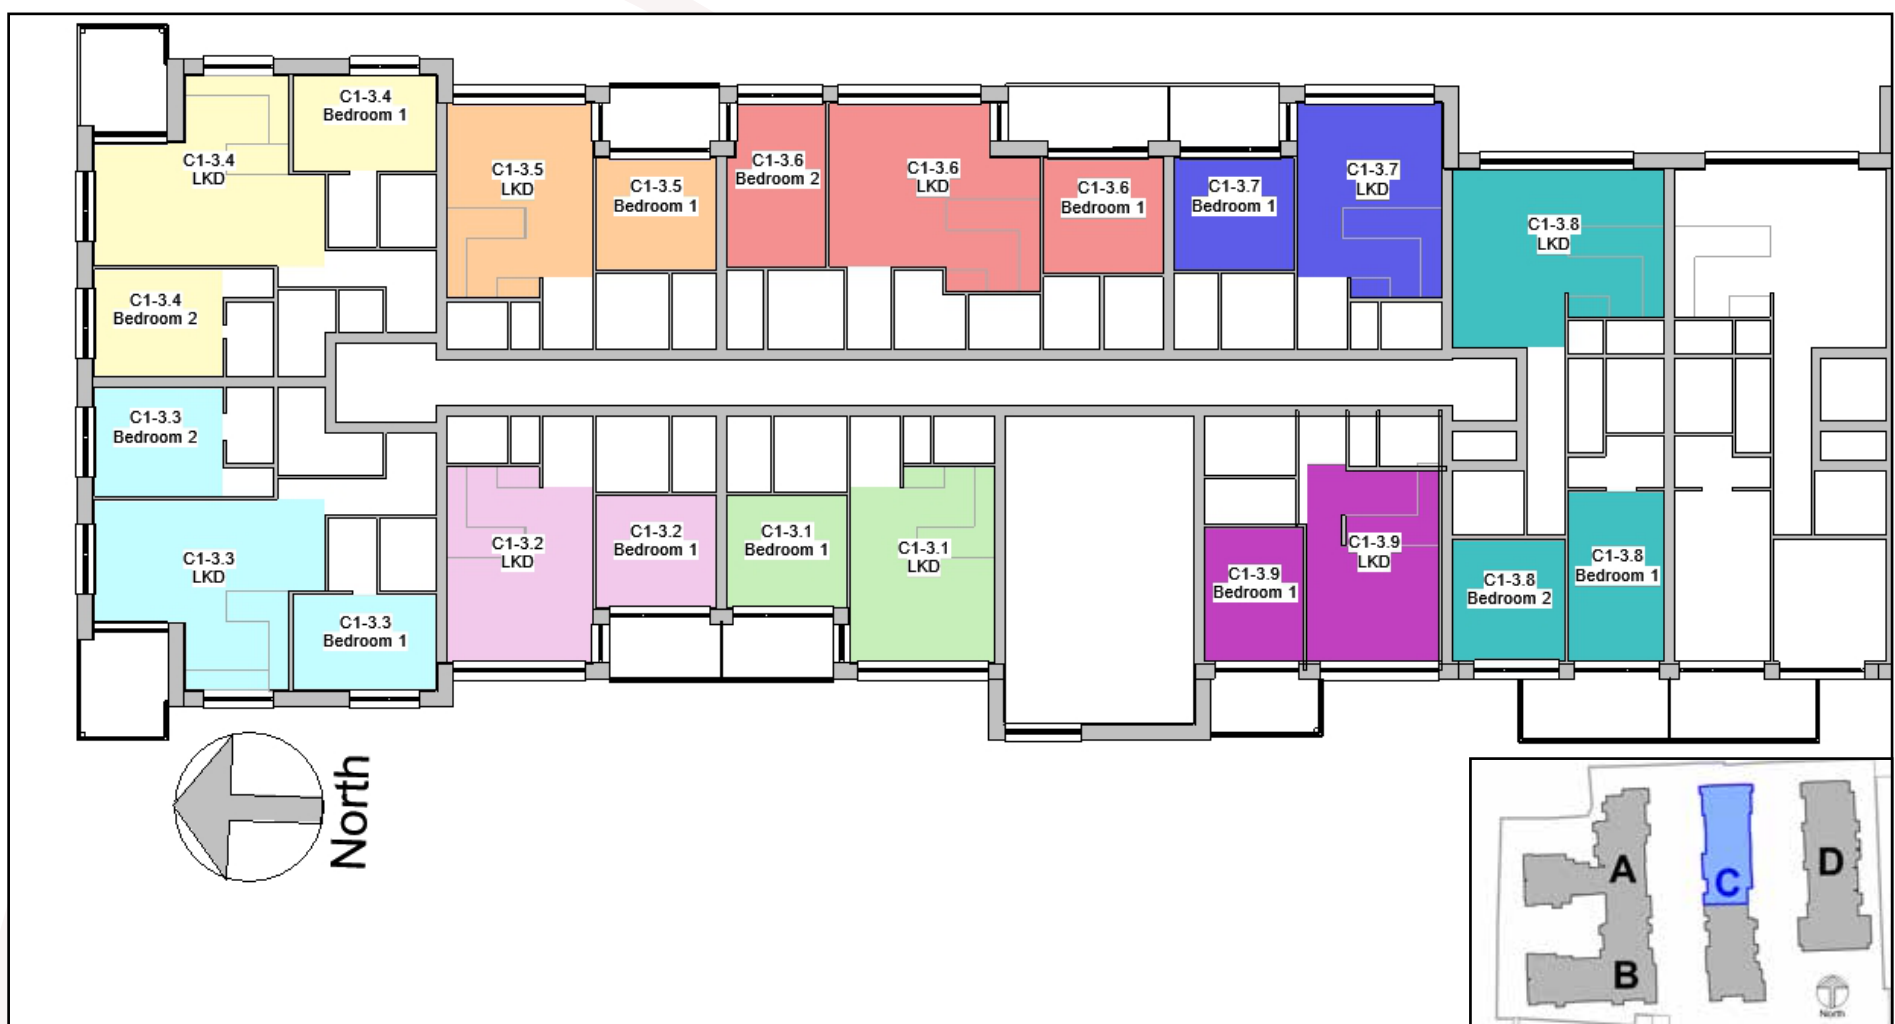 C1-3.4
Bedroom 1
C1-3.4
LKD
C1-3.5
LKD
C1-3.5
Bedroom 1
C1-3.6
Bedroom 2
C1-3.6
LKD
C1-3.6
Bedroom 1
C1-3.7
Bedroom 1
C1-3.7
LKD
C1-3.8
LKD
C1-3.4
Bedroom 2
C1-3.3
Bedroom 2
C1-3.3
LKD
C1-3.3
Bedroom 1
C1-3.2
LKD
C1-3.2
Bedroom 1
C1-3.1
Bedroom 1
C1-3.1
LKD
C1-3.9
Bedroom 1
C1-3.9
LKD
C1-3.8
Bedroom 2
C1-3.8
Bedroom 1
North
A
B
C
D
North